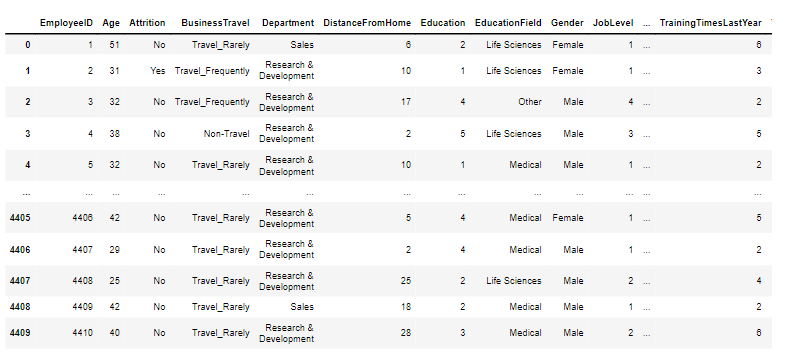 EmployeeID Age Attrition BusinessTravel Department DistanceFromHome Education EducationField Gender JobLevel ... TrainingTimesLastYear
0 1 51 No Travel_Rarely Sales 6 2 Life Sciences Female 1 ... 6
1 2 31 Yes Travel_Frequently Research & Development 10 1 Life Sciences Female 1 ... 3
2 3 32 No Travel_Frequently Research & Development 17 4 Other Male 4 ... 2
3 4 38 No Non-Travel Research & Development 2 5 Life Sciences Male 3 ... 5
4 5 32 No Travel_Rarely Research & Development 10 1 Medical Male 1 ... 2
... ... ... ... ... ... ... ... ... ... ... ... ...
4405 4406 42 No Travel_Rarely Research & Development 5 4 Medical Female 1 ... 5
4406 4407 29 No Travel_Rarely Research & Development 2 4 Medical Male 1 ... 2
4407 4408 25 No Travel_Rarely Research & Development 25 2 Life Sciences Male 2 ... 4
4408 4409 42 No Travel_Rarely Sales 18 2 Medical Male 1 ... 2
4409 4410 40 No Travel_Rarely Research & Development 28 3 Medical Male 2 ... 6